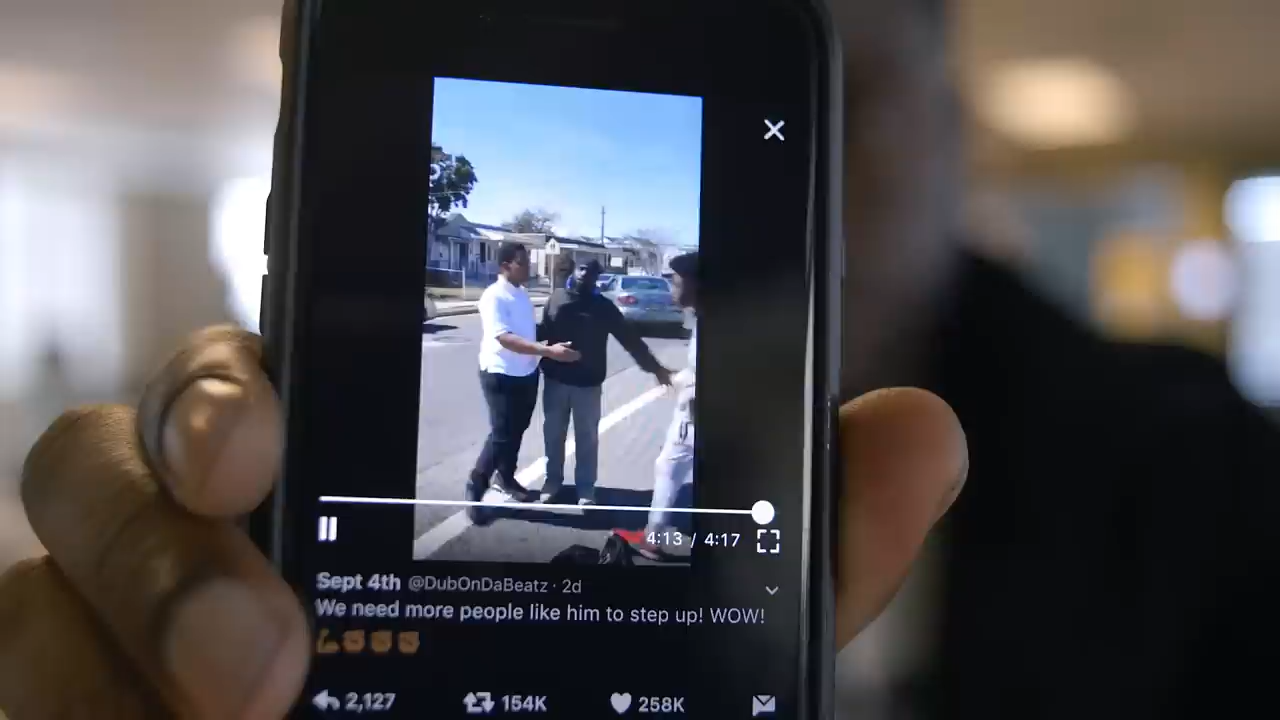 4:13 / 4:17
Sept 4th @DubOnDaBeatz · 2d
We need more people like him to step up! WOW!
2,127 154K 258K